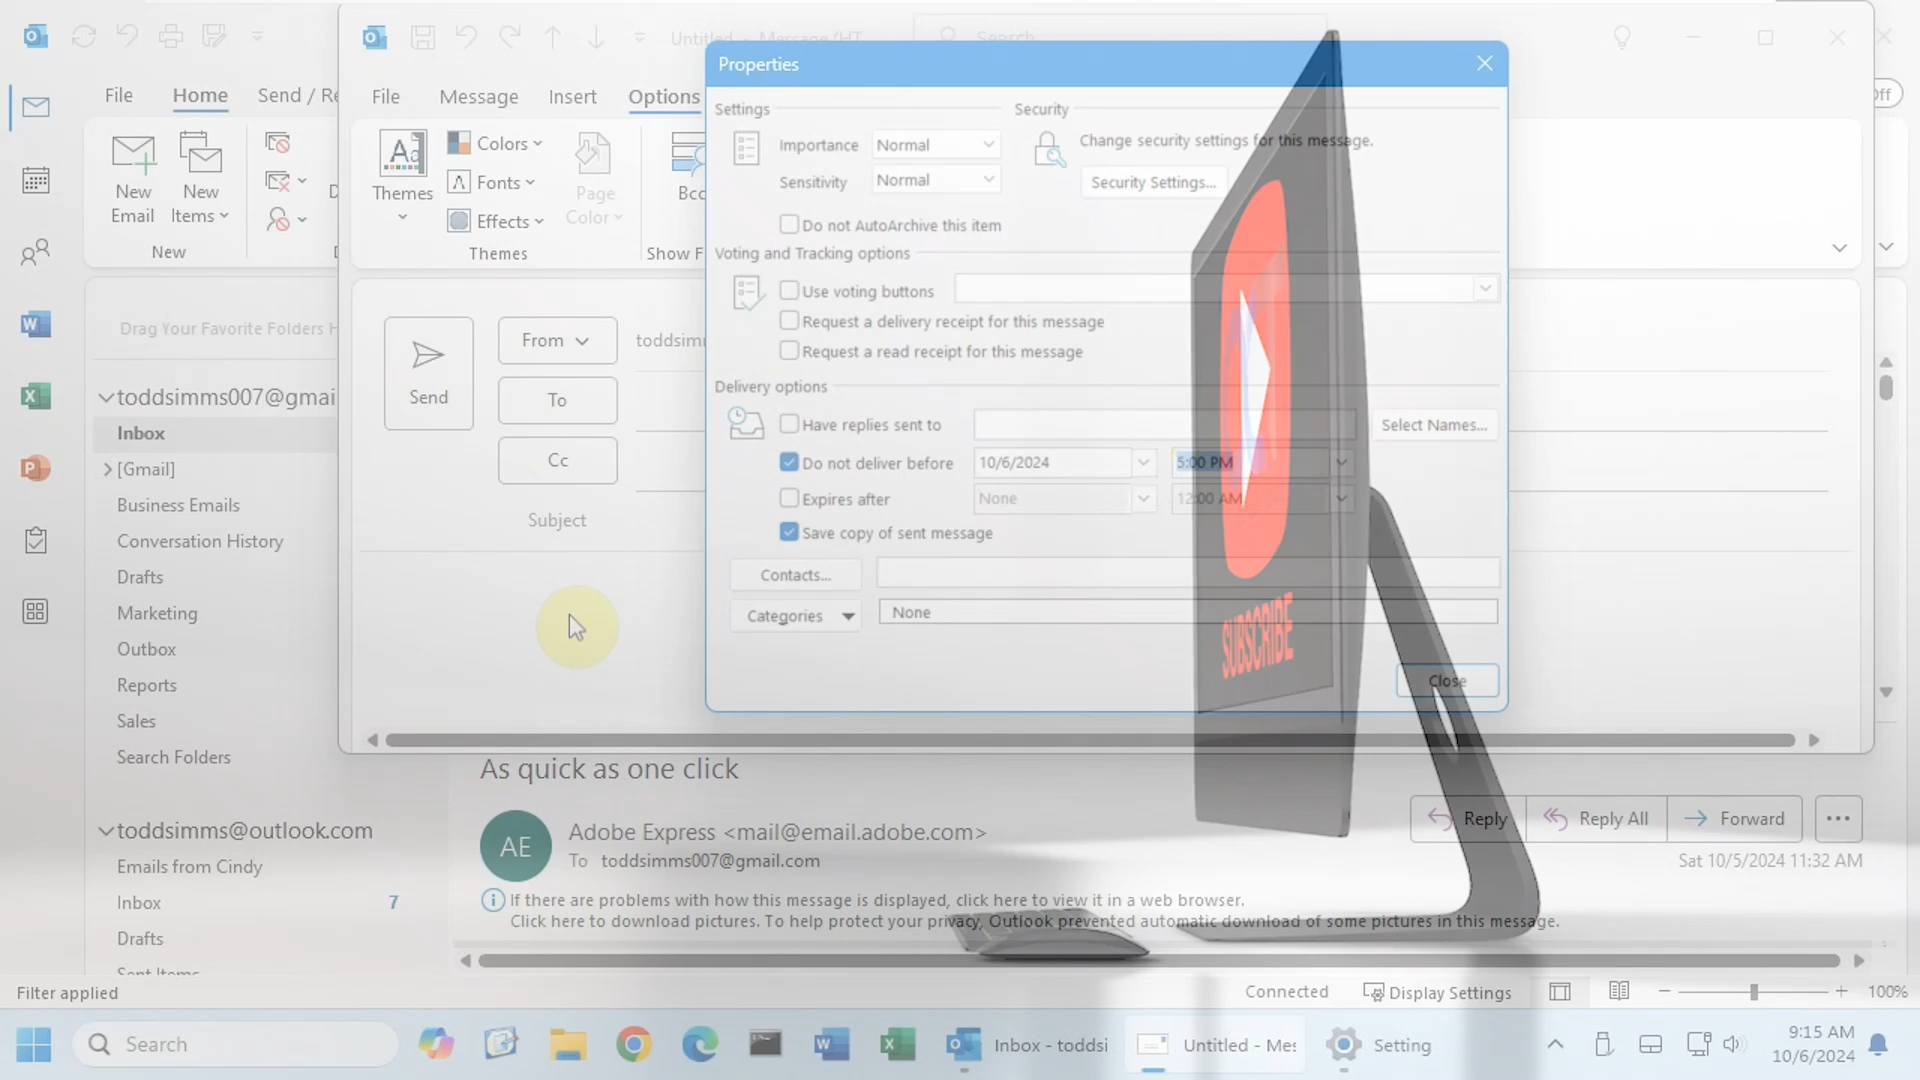 Untitled - Message (HT
Search
Properties
File
Home
Send / Re
File
Message
Insert
Options
Off
Settings
Security
Importance
Normal
Change security settings for this message.
Sensitivity
Normal
Security Settings...
New
Email
New
Items
New
Themes
Colors
Fonts
Effects
Page
Color
Themes
Bcc
Show F
Do not AutoArchive this item
Voting and Tracking options
Use voting buttons
Request a delivery receipt for this message
Request a read receipt for this message
Delivery options
Have replies sent to
Select Names...
Do not deliver before
10/6/2024
5:00 PM
Expires after
None
12:00 AM
Save copy of sent message
Contacts...
Categories
None
Close
SUBSCRIBE
Drag Your Favorite Folders H
Send
From
toddsimm
To
Cc
Subject
toddsimms007@gmai
Inbox
[Gmail]
Business Emails
Conversation History
Drafts
Marketing
Outbox
Reports
Sales
Search Folders
toddsimms@outlook.com
Emails from Cindy
Inbox
7
Drafts
Sent Items
As quick as one click
AE
Adobe Express <mail@email.adobe.com>
To toddsimms007@gmail.com
Reply
Reply All
Forward
Sat 10/5/2024 11:32 AM
If there are problems with how this message is displayed, click here to view it in a web browser.
Click here to download pictures. To help protect your privacy, Outlook prevented automatic download of some pictures in this message.
Filter applied
Connected
Display Settings
100%
Search
Inbox - toddsi
Untitled - Mes
Setting
9:15 AM
10/6/2024